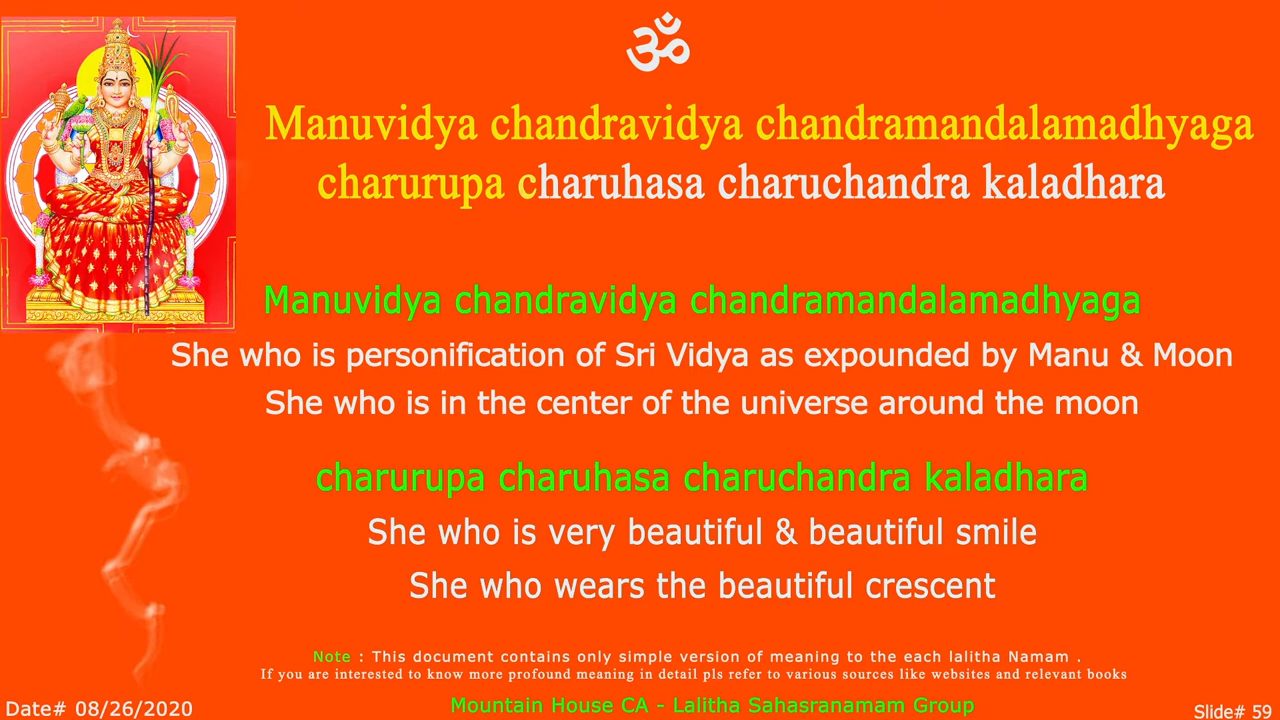 ॐ
Manuvidya chandravidya chandramandalamadhyaga
charurupa charuhasa charuchandra kaladhara
Manuvidya chandravidya chandramandalamadhyaga
She who is personification of Sri Vidya as expounded by Manu & Moon
She who is in the center of the universe around the moon
charurupa charuhasa charuchandra kaladhara
She who is very beautiful & beautiful smile
She who wears the beautiful crescent
Note : This document contains only simple version of meaning to the each lalitha Namam .
If you are interested to know more profound meaning in detail pls refer to various sources like websites and relevant books
Mountain House CA - Lalitha Sahasranamam Group
Date# 08/26/2020
Slide# 59